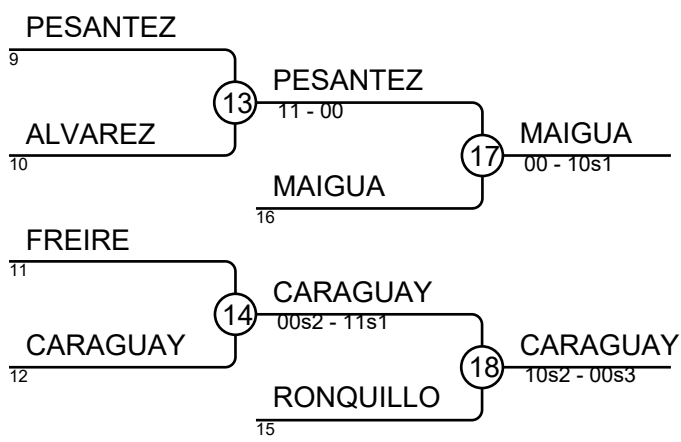 PESANTEZ
9
13
PESANTEZ
11 - 00
ALVAREZ
10
17
MAIGUA
00 - 10s1
MAIGUA
16
FREIRE
11
14
CARAGUAY
00s2 - 11s1
CARAGUAY
12
18
CARAGUAY
10s2 - 00s3
RONQUILLO
15